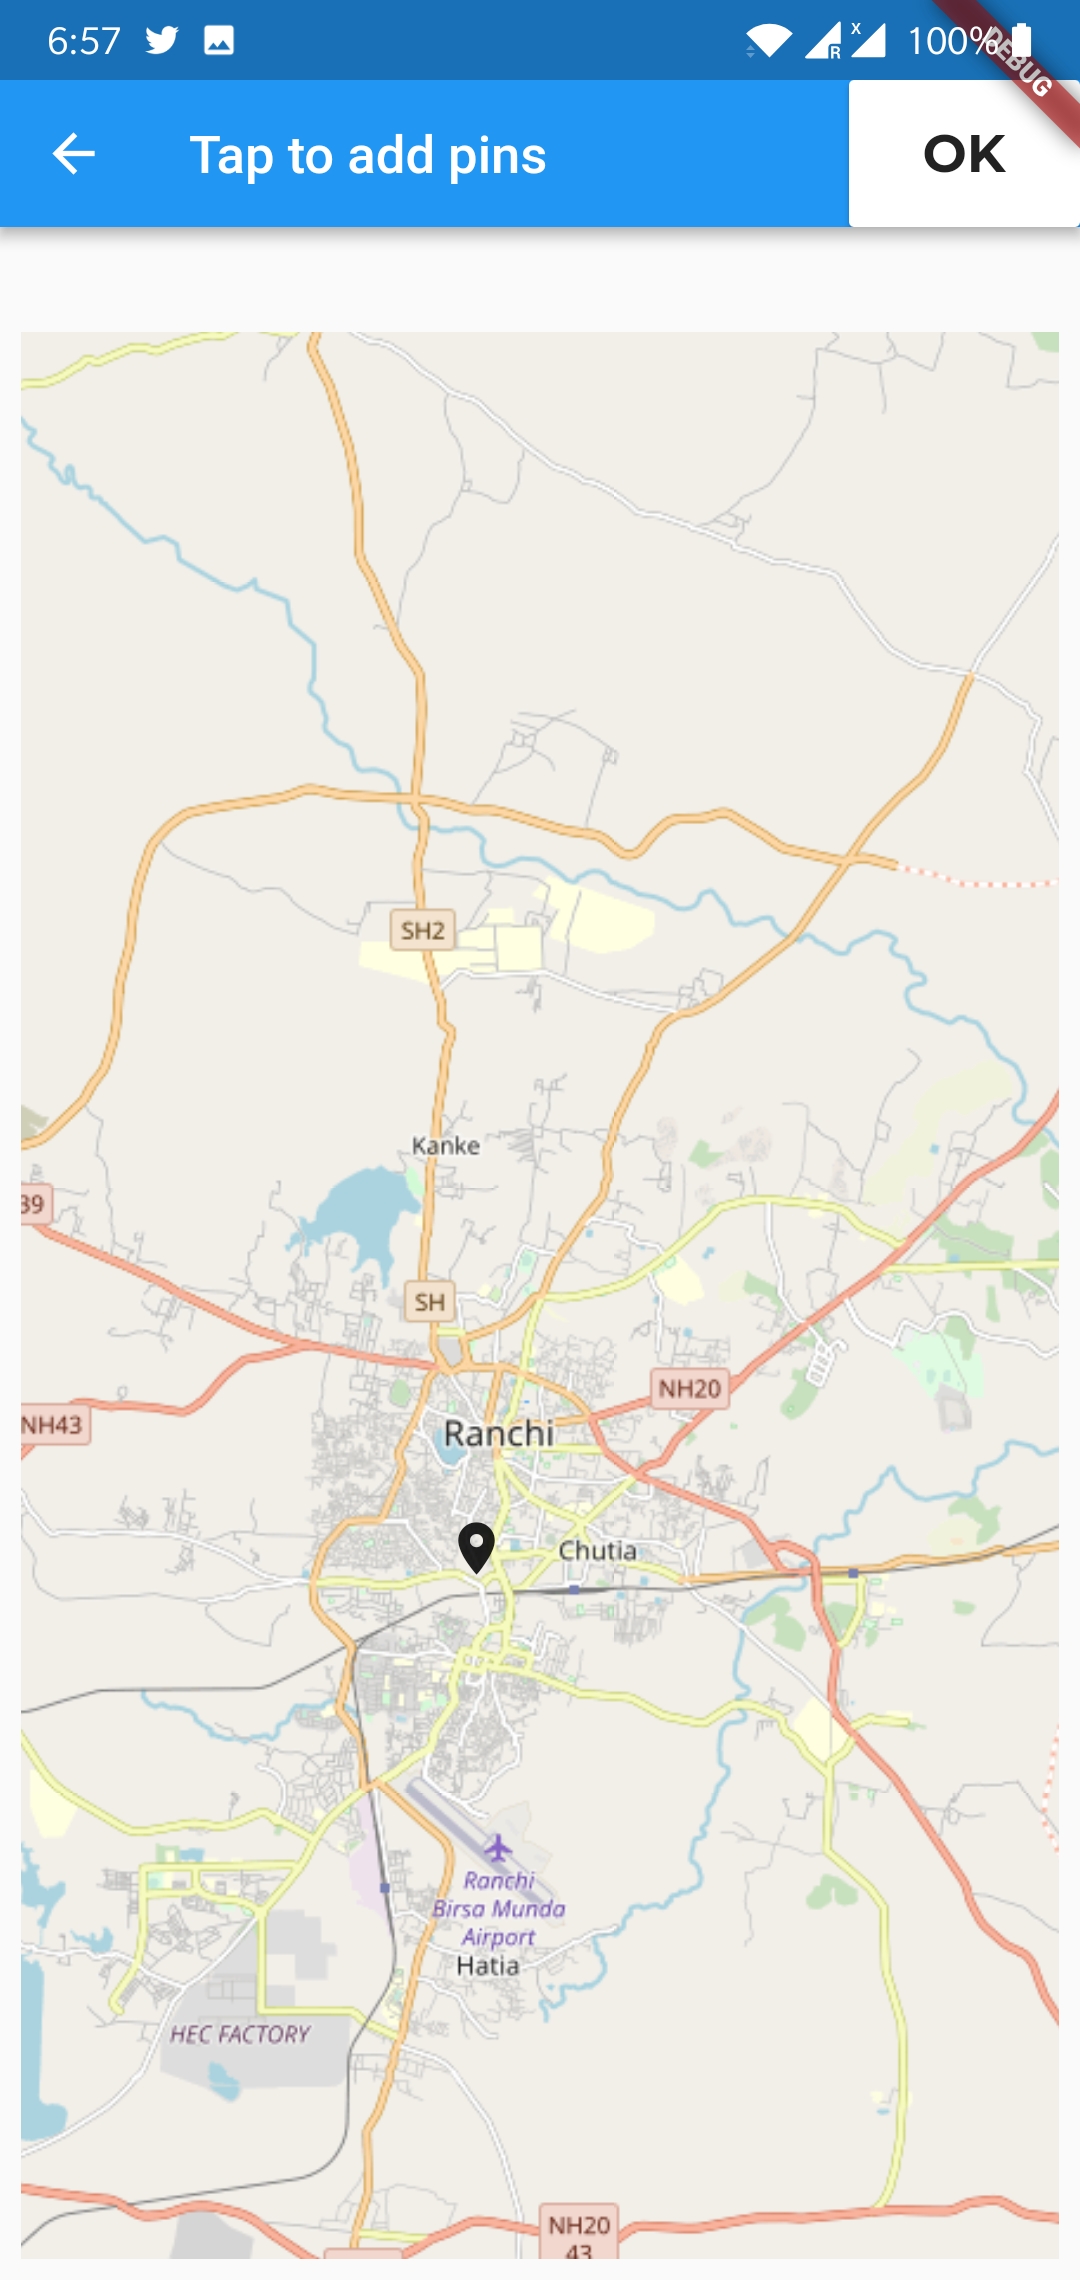 6:57
R
x
100%
DEBUG
Tap to add pins
OK
SH2
Kanke
39
SH
NH20
NH43
Ranchi
Chutia
Ranchi
Birsa Munda
Airport
Hatia
HEC FACTORY
NH20
43